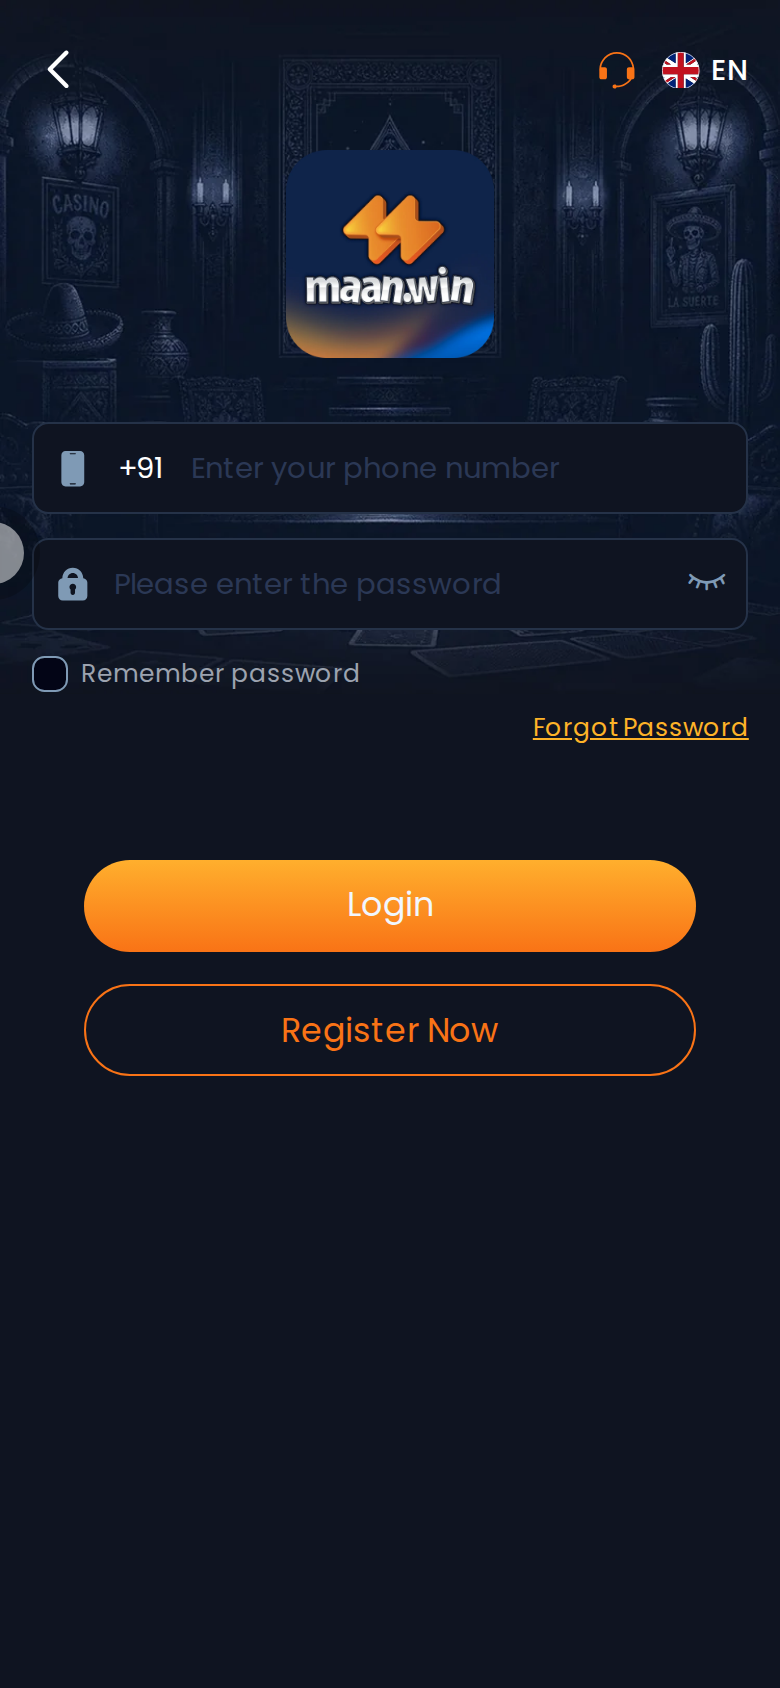 EN
CASINO
maan.win
LA SUERTE
+91 Enter your phone number
Please enter the password
Remember password
Forgot Password
Login
Register Now